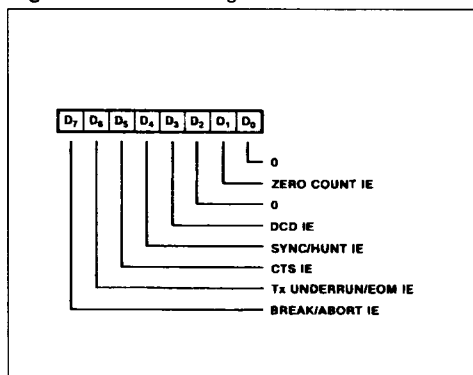 D7 D6 D5 D4 D3 D2 D1 D0
0
ZERO COUNT IE
0
DCD IE
SYNC/HUNT IE
CTS IE
Tx UNDERRUN/EOM IE
BREAK/ABORT IE